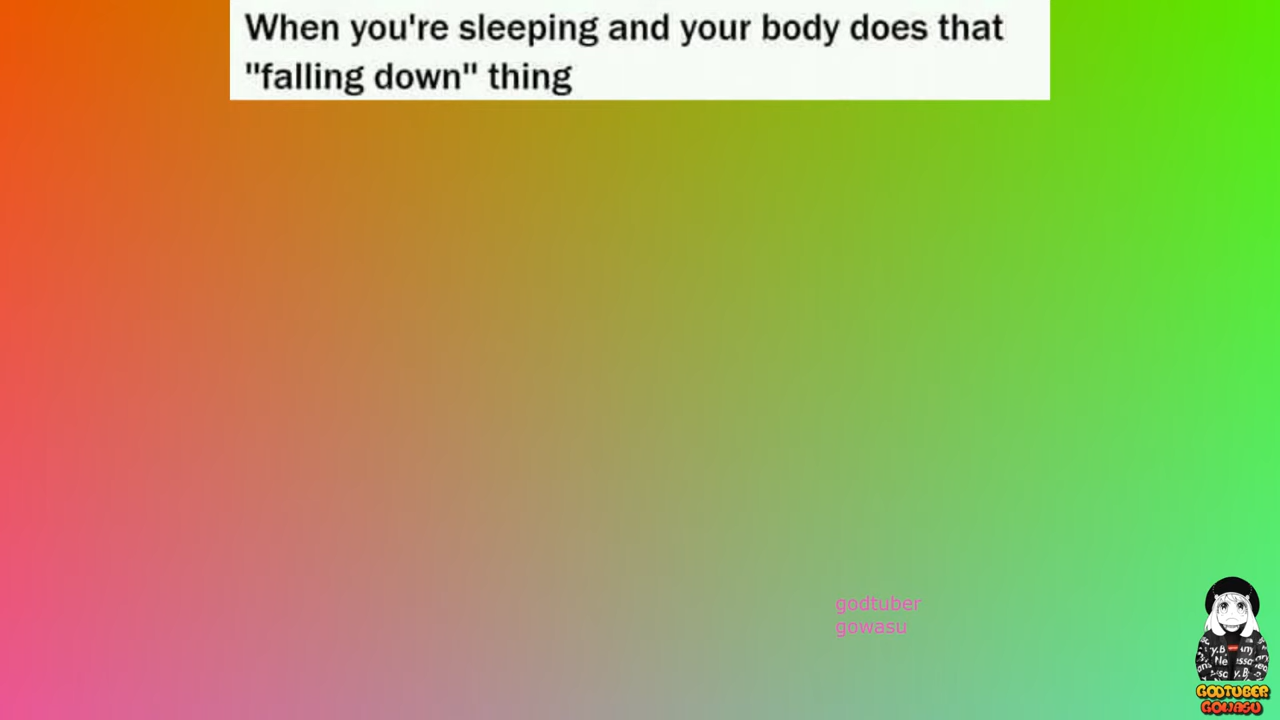 When you're sleeping and your body does that
"falling down" thing
godtuber
gowasu
GODTUBER
GOWASU